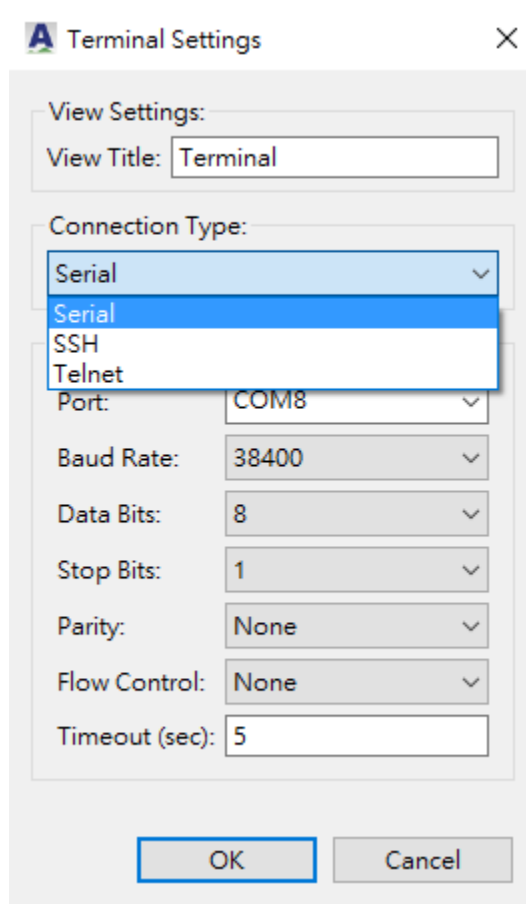 Terminal Settings
View Settings:
View Title: Terminal
Connection Type:
Serial
Serial
SSH
Telnet
Port: COM8
Baud Rate: 38400
Data Bits: 8
Stop Bits: 1
Parity: None
Flow Control: None
Timeout (sec): 5
OK Cancel